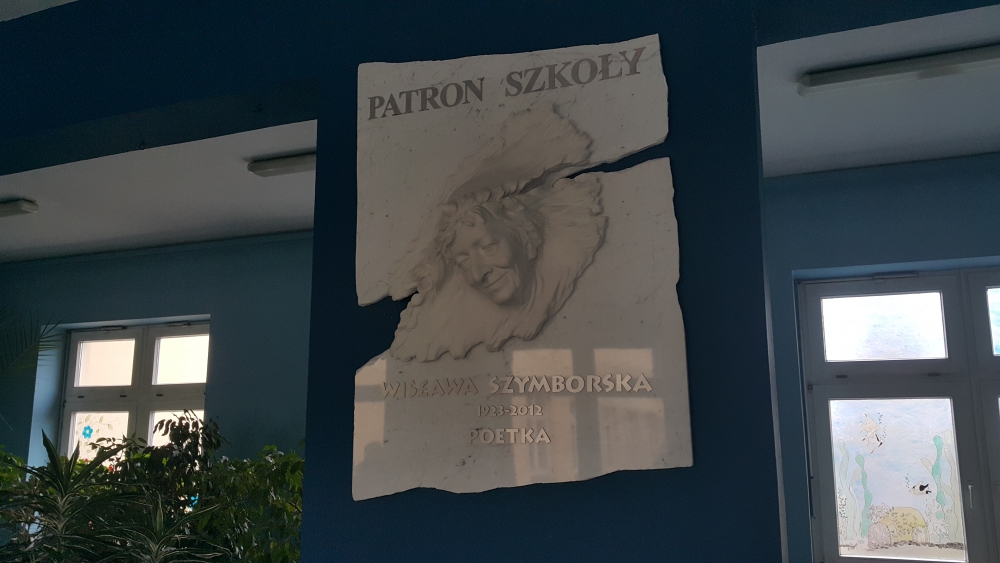 PATRON SZKOŁY
WISŁAWA SZYMBORSKA
1923-2012
POETKA